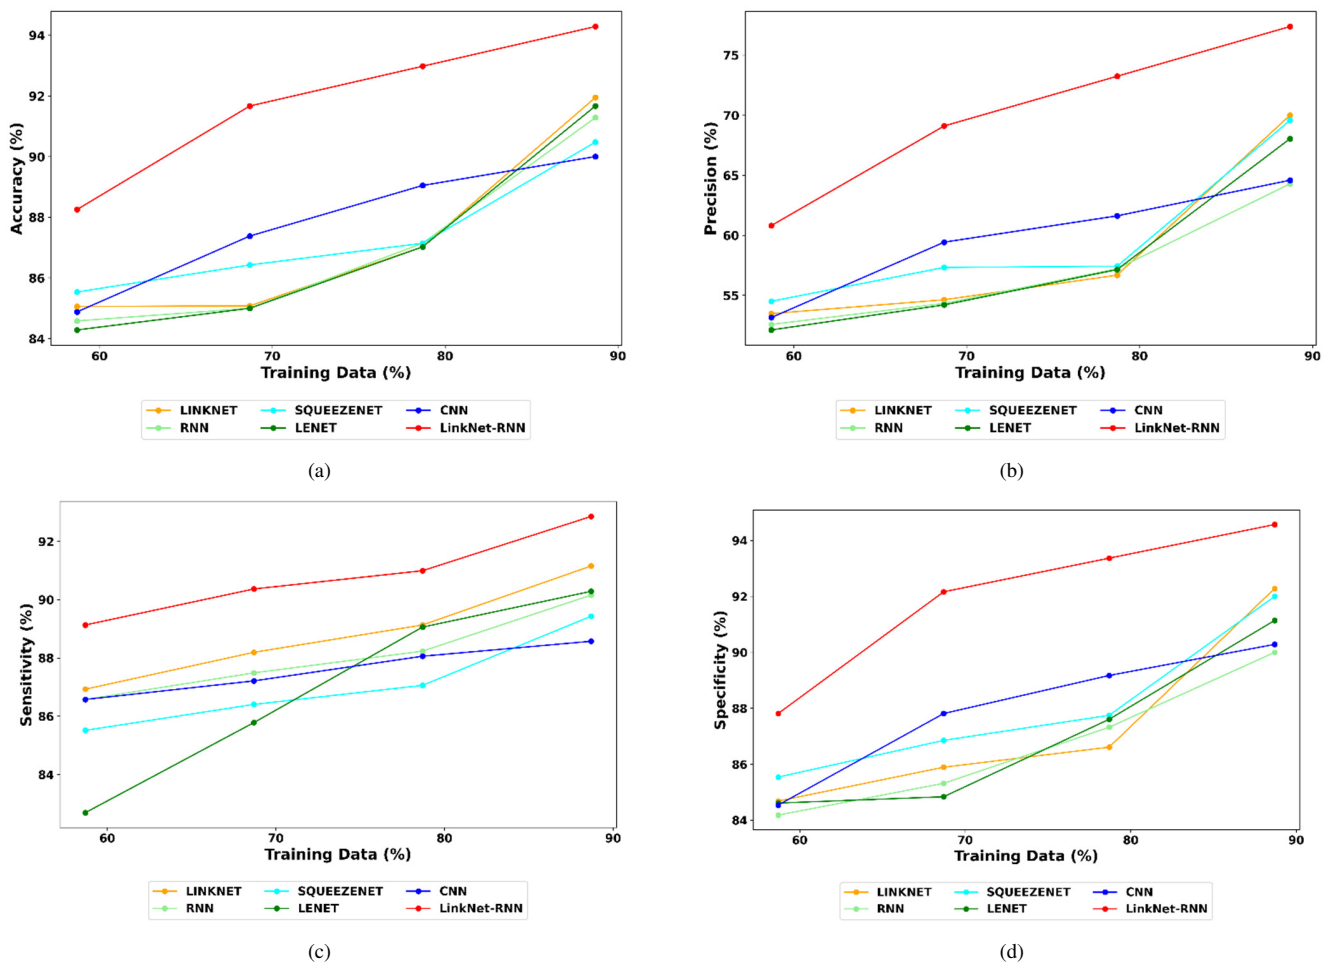 94
92
90
88
86
84
Accuracy (%)
60 70 80 90
Training Data (%)
LINKNET SQUEEZENET CNN
RNN LENET LinkNet-RNN
(a)
75
70
65
60
55
Precision (%)
60 70 80 90
Training Data (%)
LINKNET SQUEEZENET CNN
RNN LENET LinkNet-RNN
(b)
92
90
88
86
84
Sensitivity (%)
60 70 80 90
Training Data (%)
LINKNET SQUEEZENET CNN
RNN LENET LinkNet-RNN
(c)
94
92
90
88
86
84
Specificity (%)
60 70 80 90
Training Data (%)
LINKNET SQUEEZENET CNN
RNN LENET LinkNet-RNN
(d)